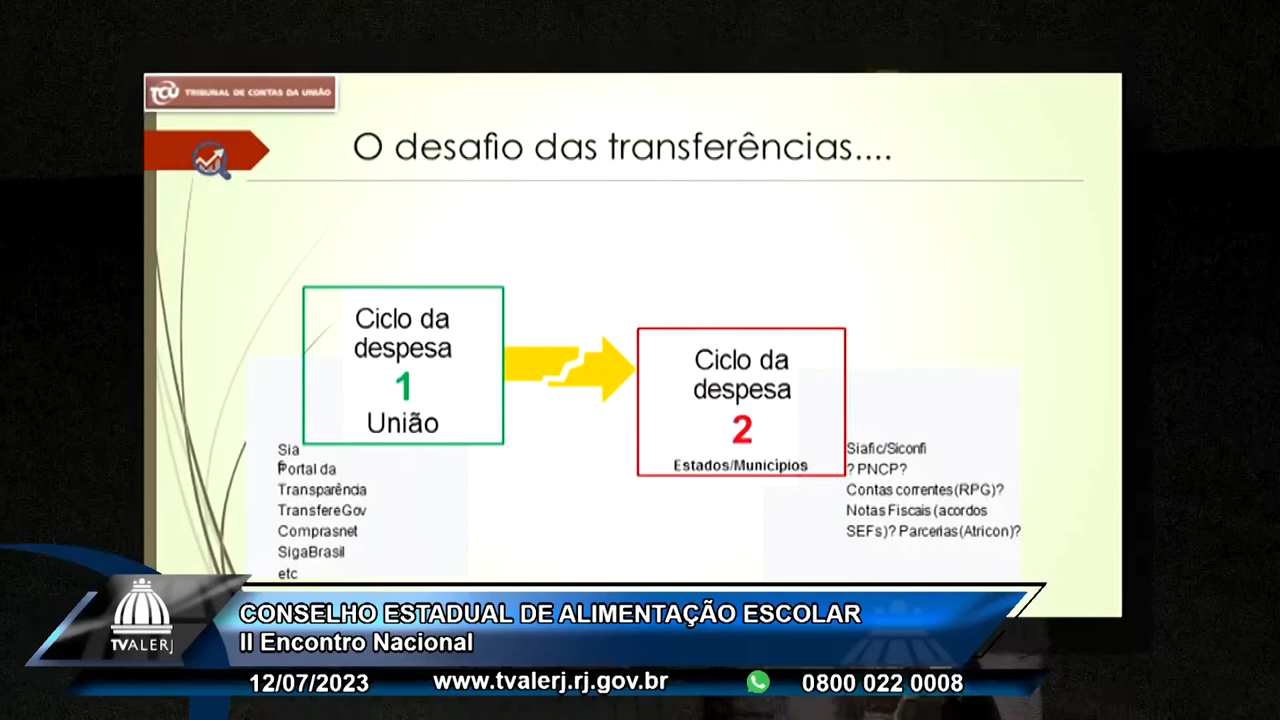 TCU TRIBUNAL DE CONTAS DA UNIÃO
O desafio das transferências....
Ciclo da
despesa
1
União
Ciclo da
despesa
2
Estados/Municípios
Sia
Portal da
Transparência
TransfereGov
Comprasnet
SigaBrasil
etc
Siafic/Siconfi
? PNCP?
Contas correntes(RPG)?
Notas Fiscais (acordos
SEFs)? Parcerias(Atricon)?
TVALERJ
CONSELHO ESTADUAL DE ALIMENTAÇÃO ESCOLAR
II Encontro Nacional
12/07/2023
www.tvalerj.rj.gov.br
0800 022 0008